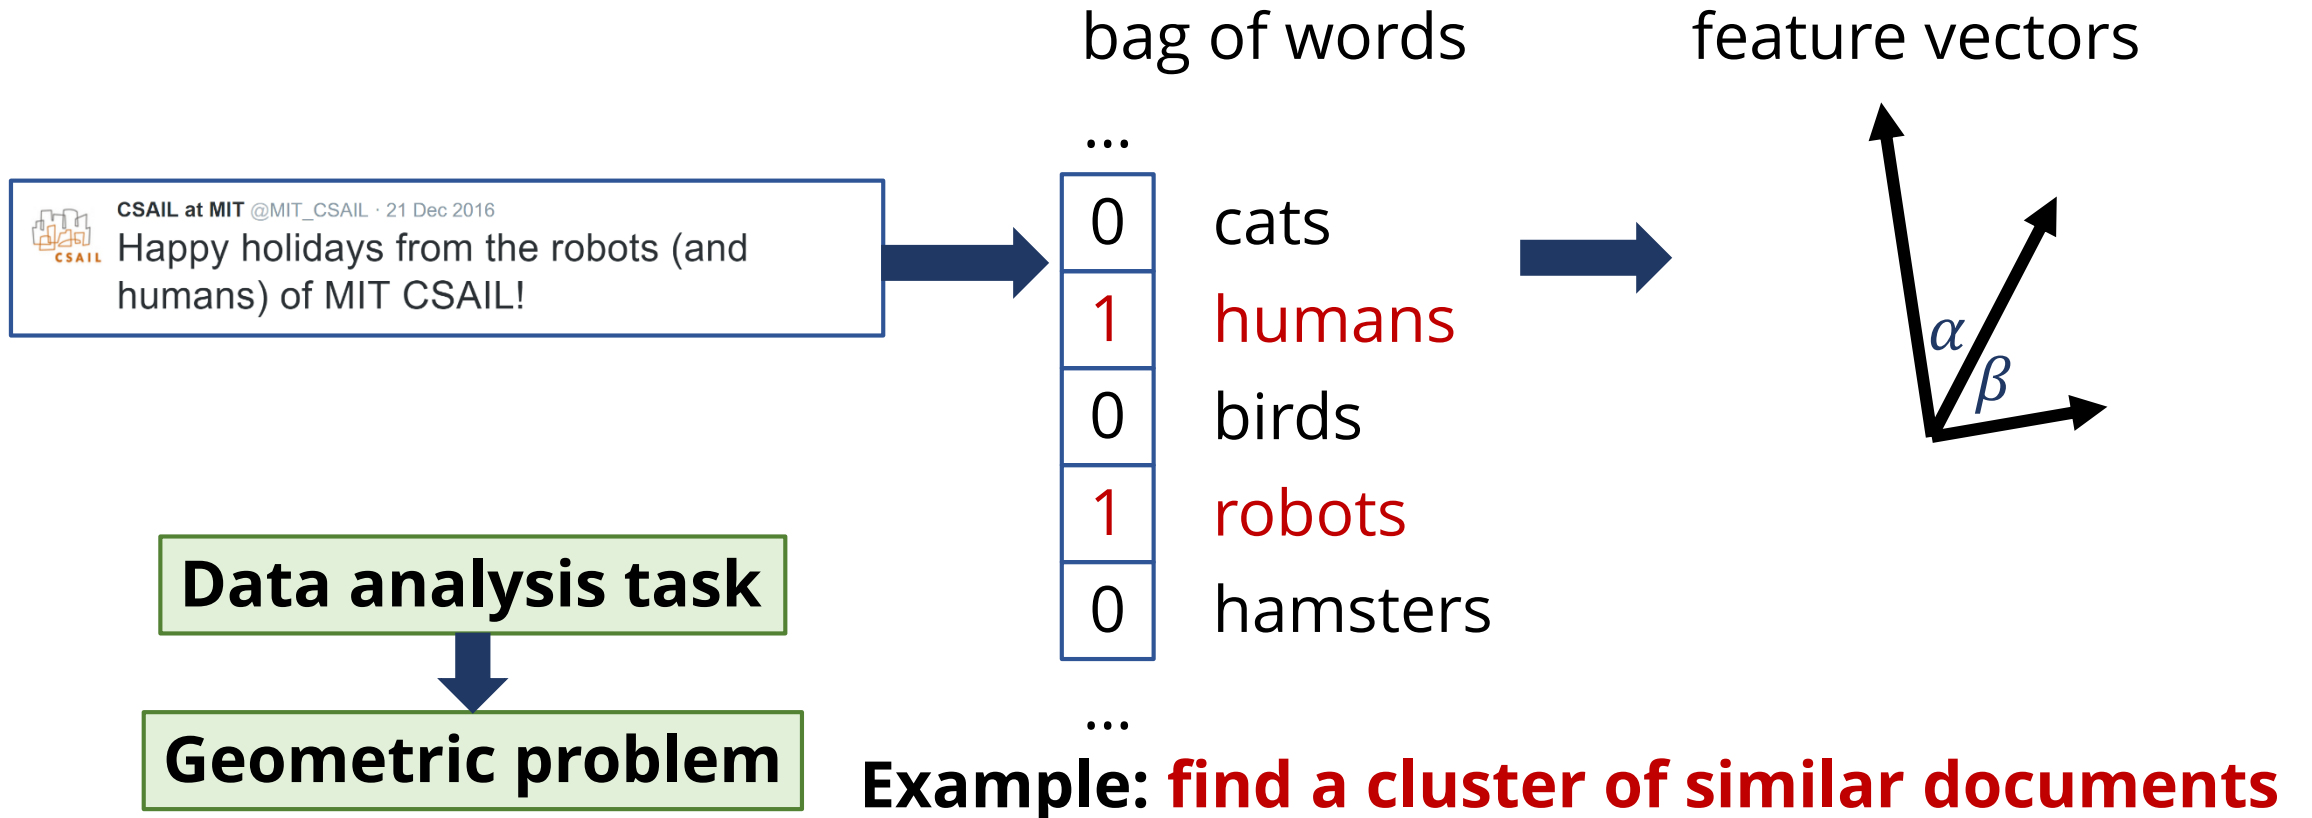 bag of words
feature vectors
...
CSAIL
CSAIL at MIT @MIT_CSAIL · 21 Dec 2016
Happy holidays from the robots (and
humans) of MIT CSAIL!
0 cats
1 humans
0 birds
1 robots
0 hamsters
...
α
β
Data analysis task
Geometric problem
Example: find a cluster of similar documents